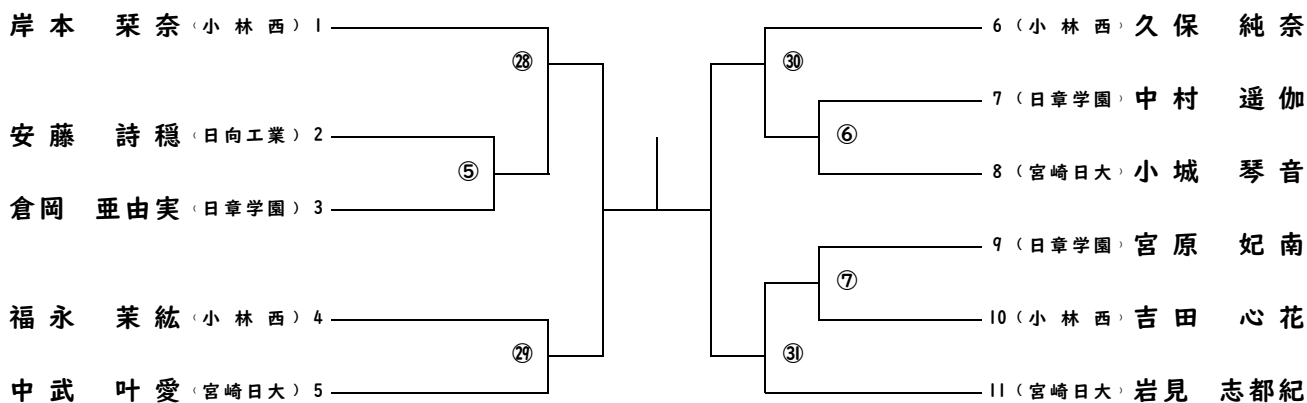 岸本 栞奈（小林西）1
㉘
安藤 詩穏（日向工業）2
⑤
倉岡 亜由実（日章学園）3
福永 茉紘（小林西）4
㉙
中武 叶愛（宮崎日大）5
6（小林西）久保 純奈
㉚
7（日章学園）中村 遥伽
⑥
8（宮崎日大）小城 琴音
9（日章学園）宮原 妃南
⑦
10（小林西）吉田 心花
㉛
11（宮崎日大）岩見 志都紀